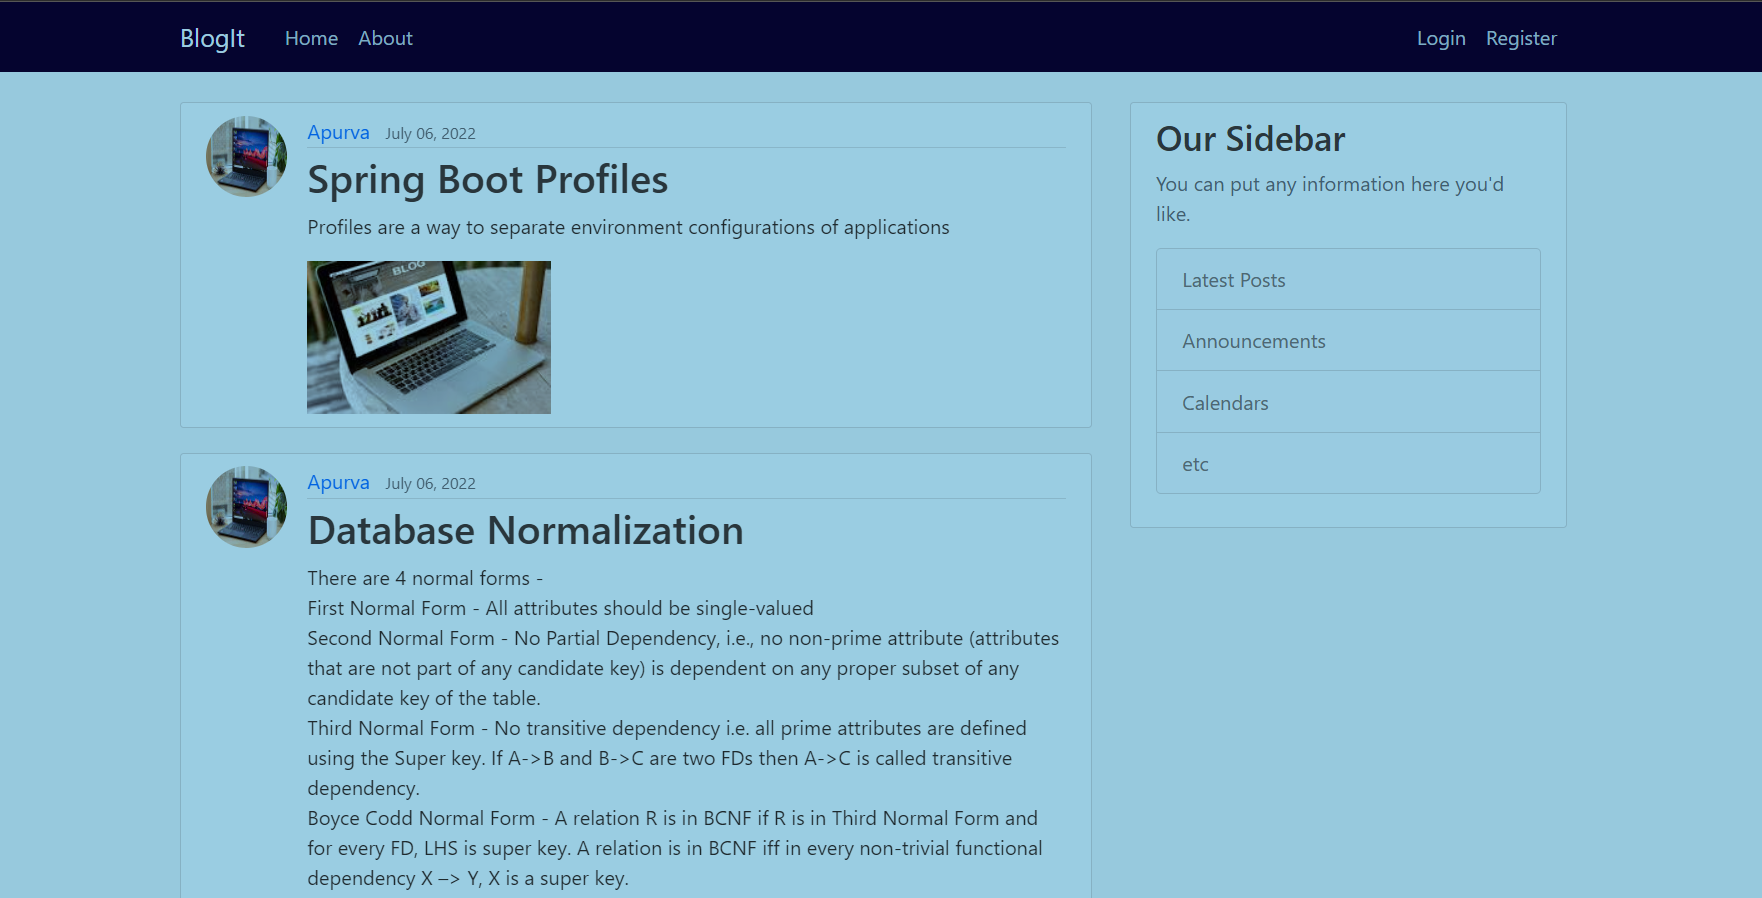 BlogIt Home About Login Register
Apurva July 06, 2022
Spring Boot Profiles
Profiles are a way to separate environment configurations of applications
BLOG
Apurva July 06, 2022
Database Normalization
There are 4 normal forms -
First Normal Form - All attributes should be single-valued
Second Normal Form - No Partial Dependency, i.e., no non-prime attribute (attributes
that are not part of any candidate key) is dependent on any proper subset of any
candidate key of the table.
Third Normal Form - No transitive dependency i.e. all prime attributes are defined
using the Super key. If A->B and B->C are two FDs then A->C is called transitive
dependency.
Boyce Codd Normal Form - A relation R is in BCNF if R is in Third Normal Form and
for every FD, LHS is super key. A relation is in BCNF iff in every non-trivial functional
dependency X –> Y, X is a super key.
Our Sidebar
You can put any information here you'd
like.
Latest Posts
Announcements
Calendars
etc